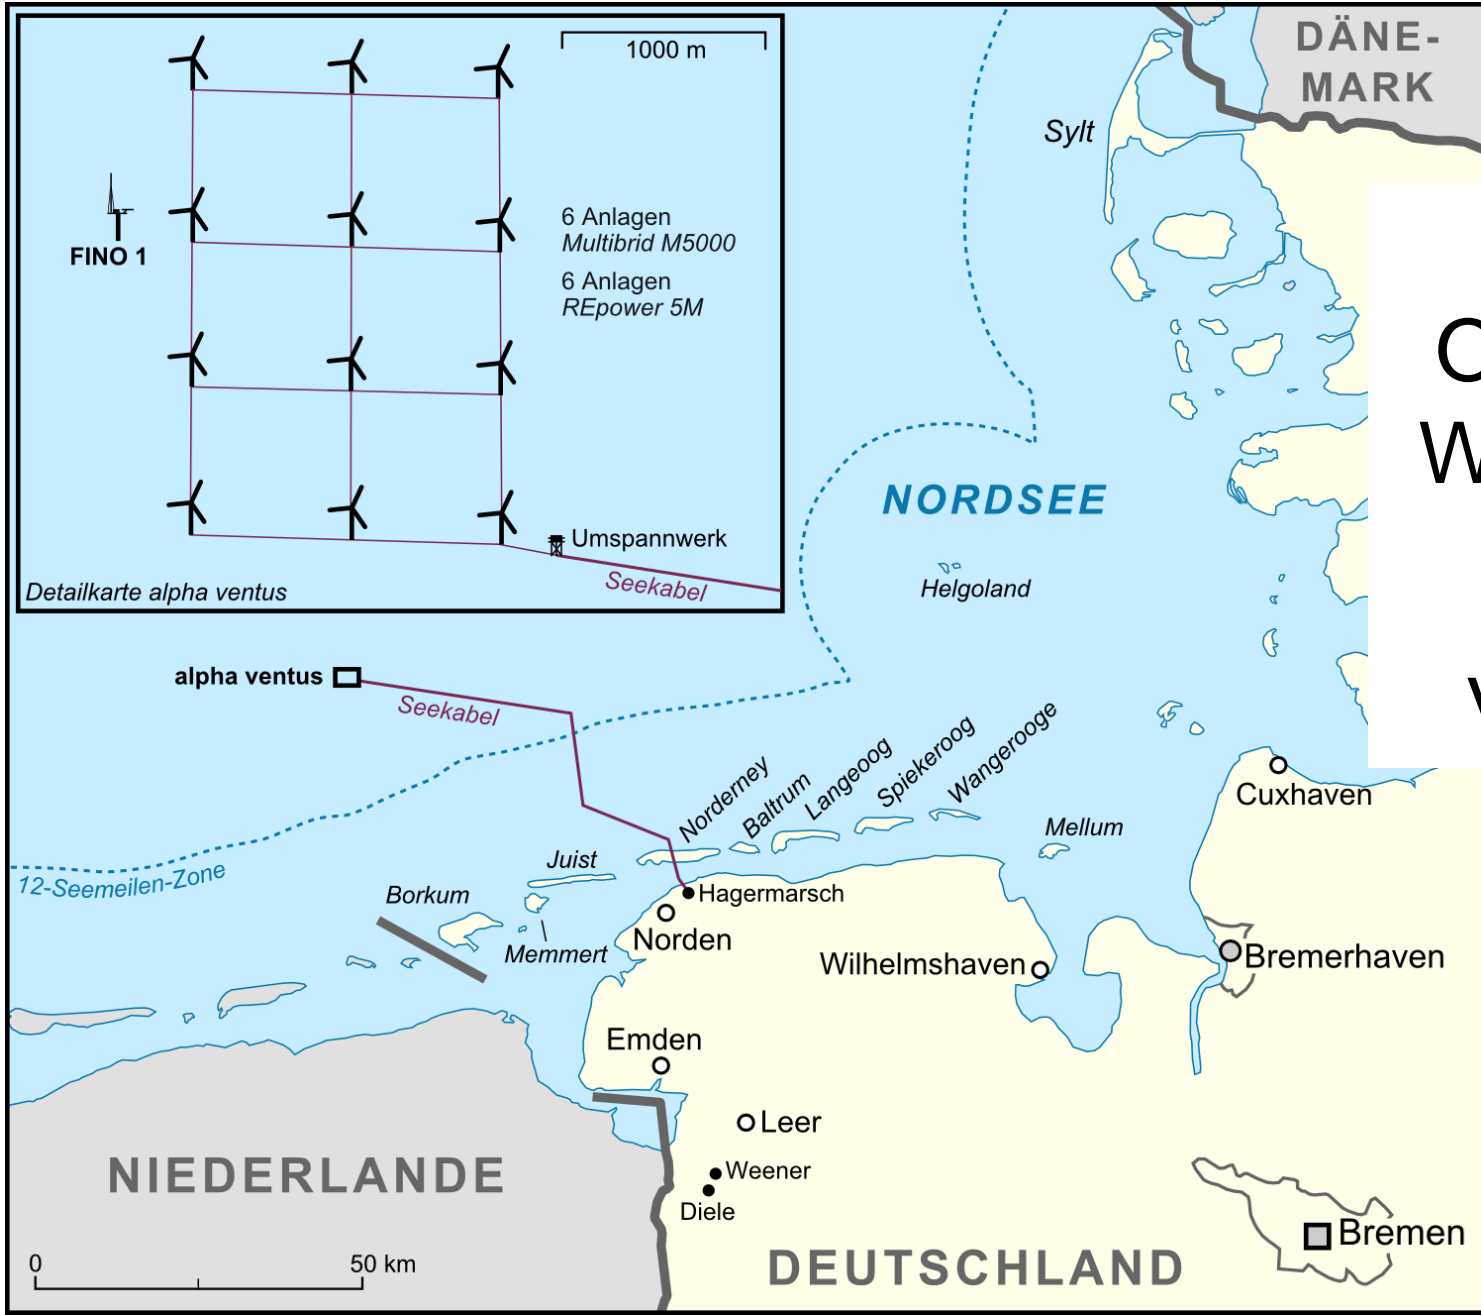 1000 m
FINO 1
6 Anlagen
Multibrid M5000
6 Anlagen
REpower 5M
Umspannwerk
Seekabel
Detailkarte alpha ventus
DÄNE-
MARK
Sylt
NORDSEE
Helgoland
alpha ventus
Seekabel
12-Seemeilen-Zone
Norderney
Baltrum
Langeoog
Spiekeroog
Wangerooge
Mellum
Cuxhaven
Juist
Borkum
Memmert
Hagermarsch
Norden
Wilhelmshaven
Bremerhaven
Emden
Leer
Weener
Diele
NIEDERLANDE
DEUTSCHLAND
Bremen
0 50 km